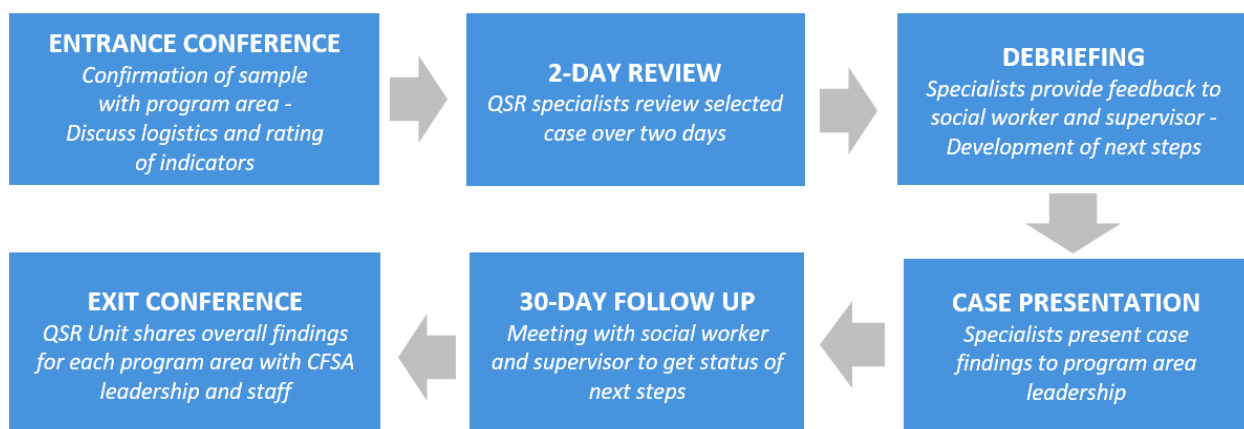 ENTRANCE CONFERENCE
Confirmation of sample
with program area -
Discuss logistics and rating
of indicators
2-DAY REVIEW
QSR specialists review selected
case over two days
DEBRIEFING
Specialists provide feedback to
social worker and supervisor -
Development of next steps
CASE PRESENTATION
Specialists present case
findings to program area
leadership
30-DAY FOLLOW UP
Meeting with social worker
and supervisor to get status of
next steps
EXIT CONFERENCE
QSR Unit shares overall findings
for each program area with CFSA
leadership and staff